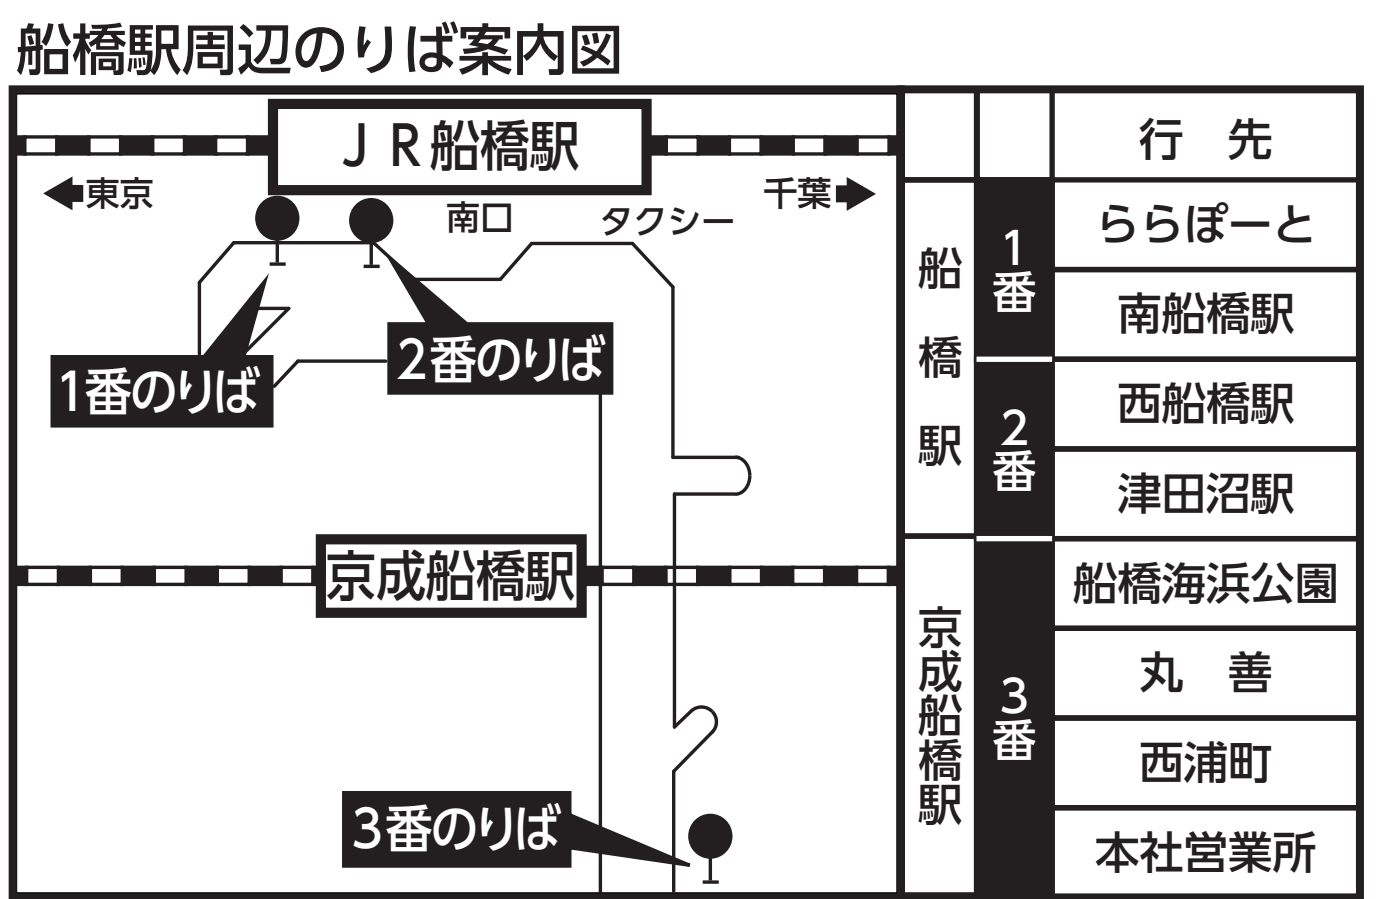 船橋駅周辺のりば案内図
ＪＲ船橋駅
東京
千葉
南口
タクシー
1番のりば
2番のりば
京成船橋駅
3番のりば
行　先
船橋駅
1番
ららぽーと
南船橋駅
2番
西船橋駅
津田沼駅
京成船橋駅
3番
船橋海浜公園
丸　善
西浦町
本社営業所